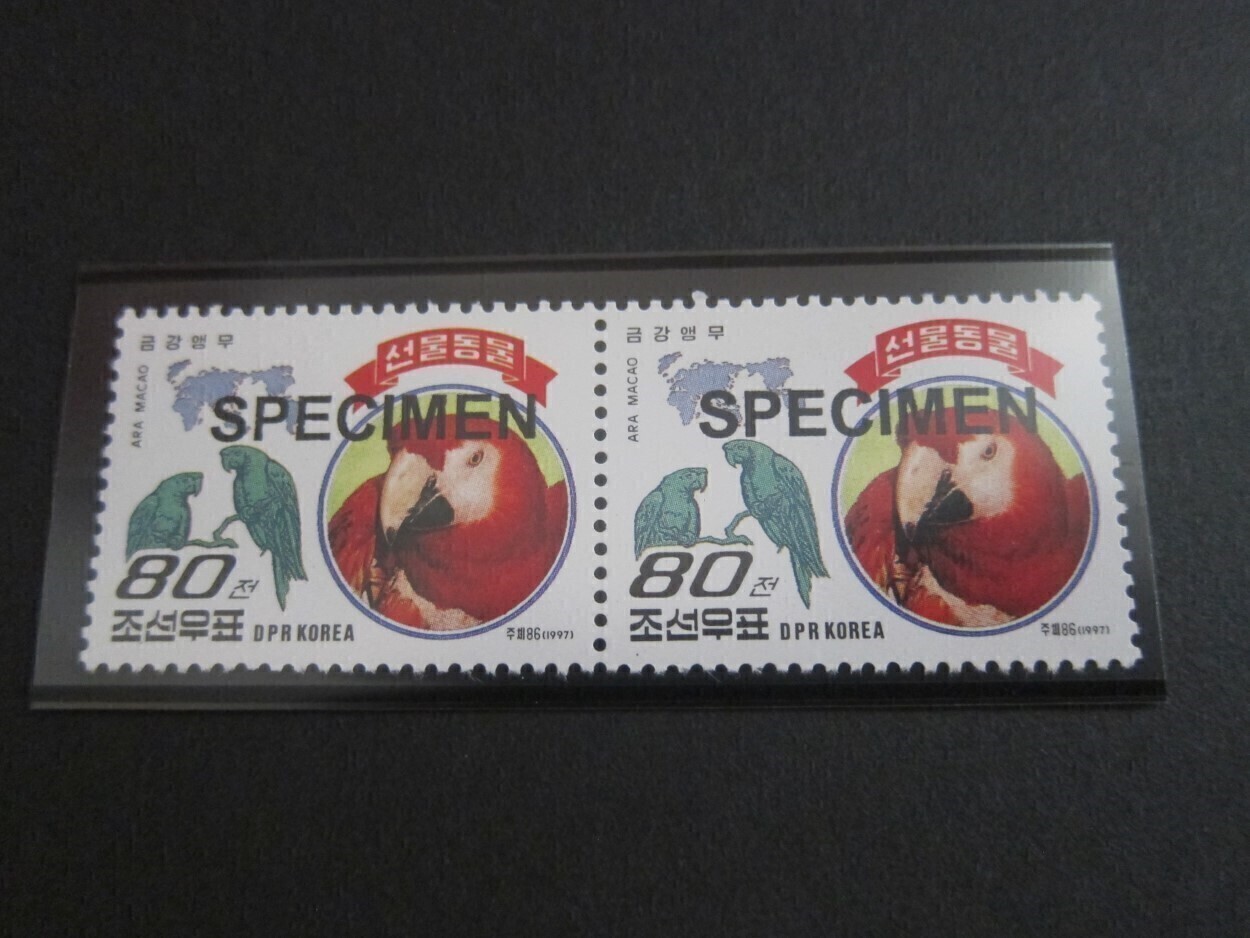 금강앵무
선물동물
ARA MACAO
SPECIMEN
80전
조선우표 DPR KOREA
주체86(1997)
금강앵무
선물동물
ARA MACAO
SPECIMEN
80전
조선우표 DPR KOREA
주체86(1997)